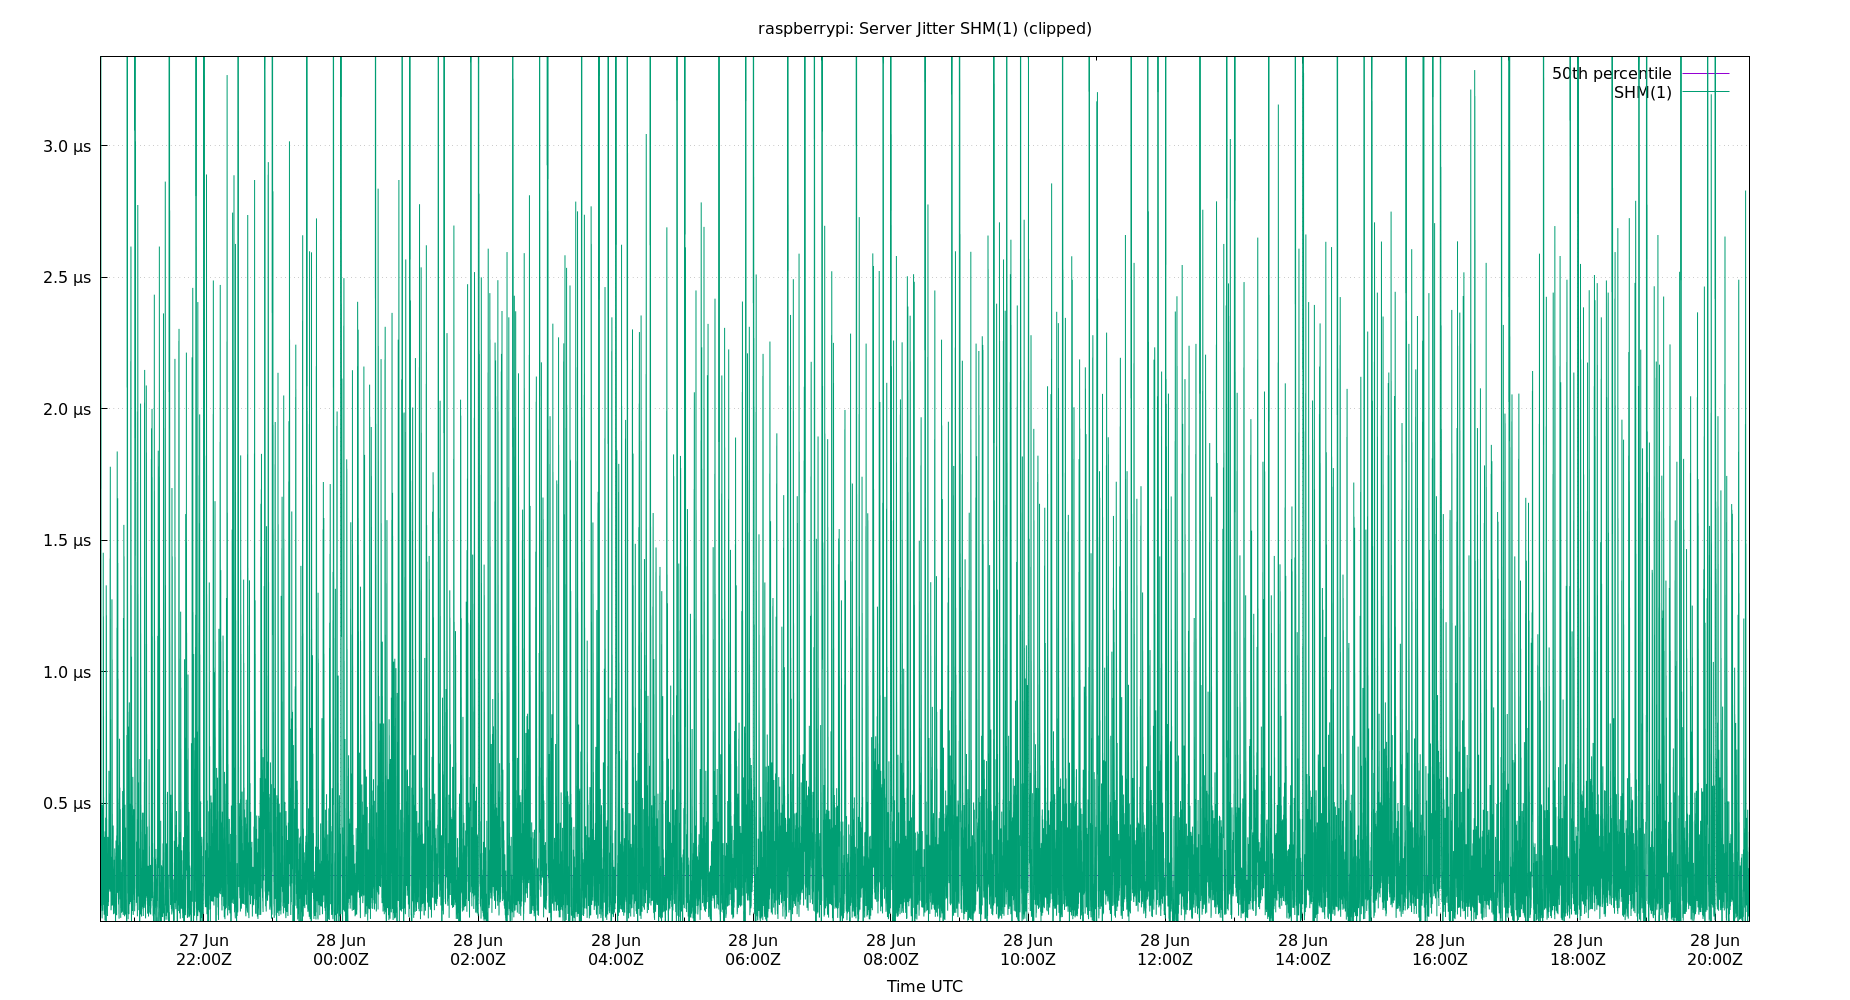 raspberrypi: Server Jitter SHM(1) (clipped)
50th percentile
SHM(1)
3.0 µs
2.5 µs
2.0 µs
1.5 µs
1.0 µs
0.5 µs
27 Jun 28 Jun 28 Jun 28 Jun 28 Jun 28 Jun 28 Jun 28 Jun 28 Jun 28 Jun 28 Jun 28 Jun
22:00Z 00:00Z 02:00Z 04:00Z 06:00Z 08:00Z 10:00Z 12:00Z 14:00Z 16:00Z 18:00Z 20:00Z
Time UTC